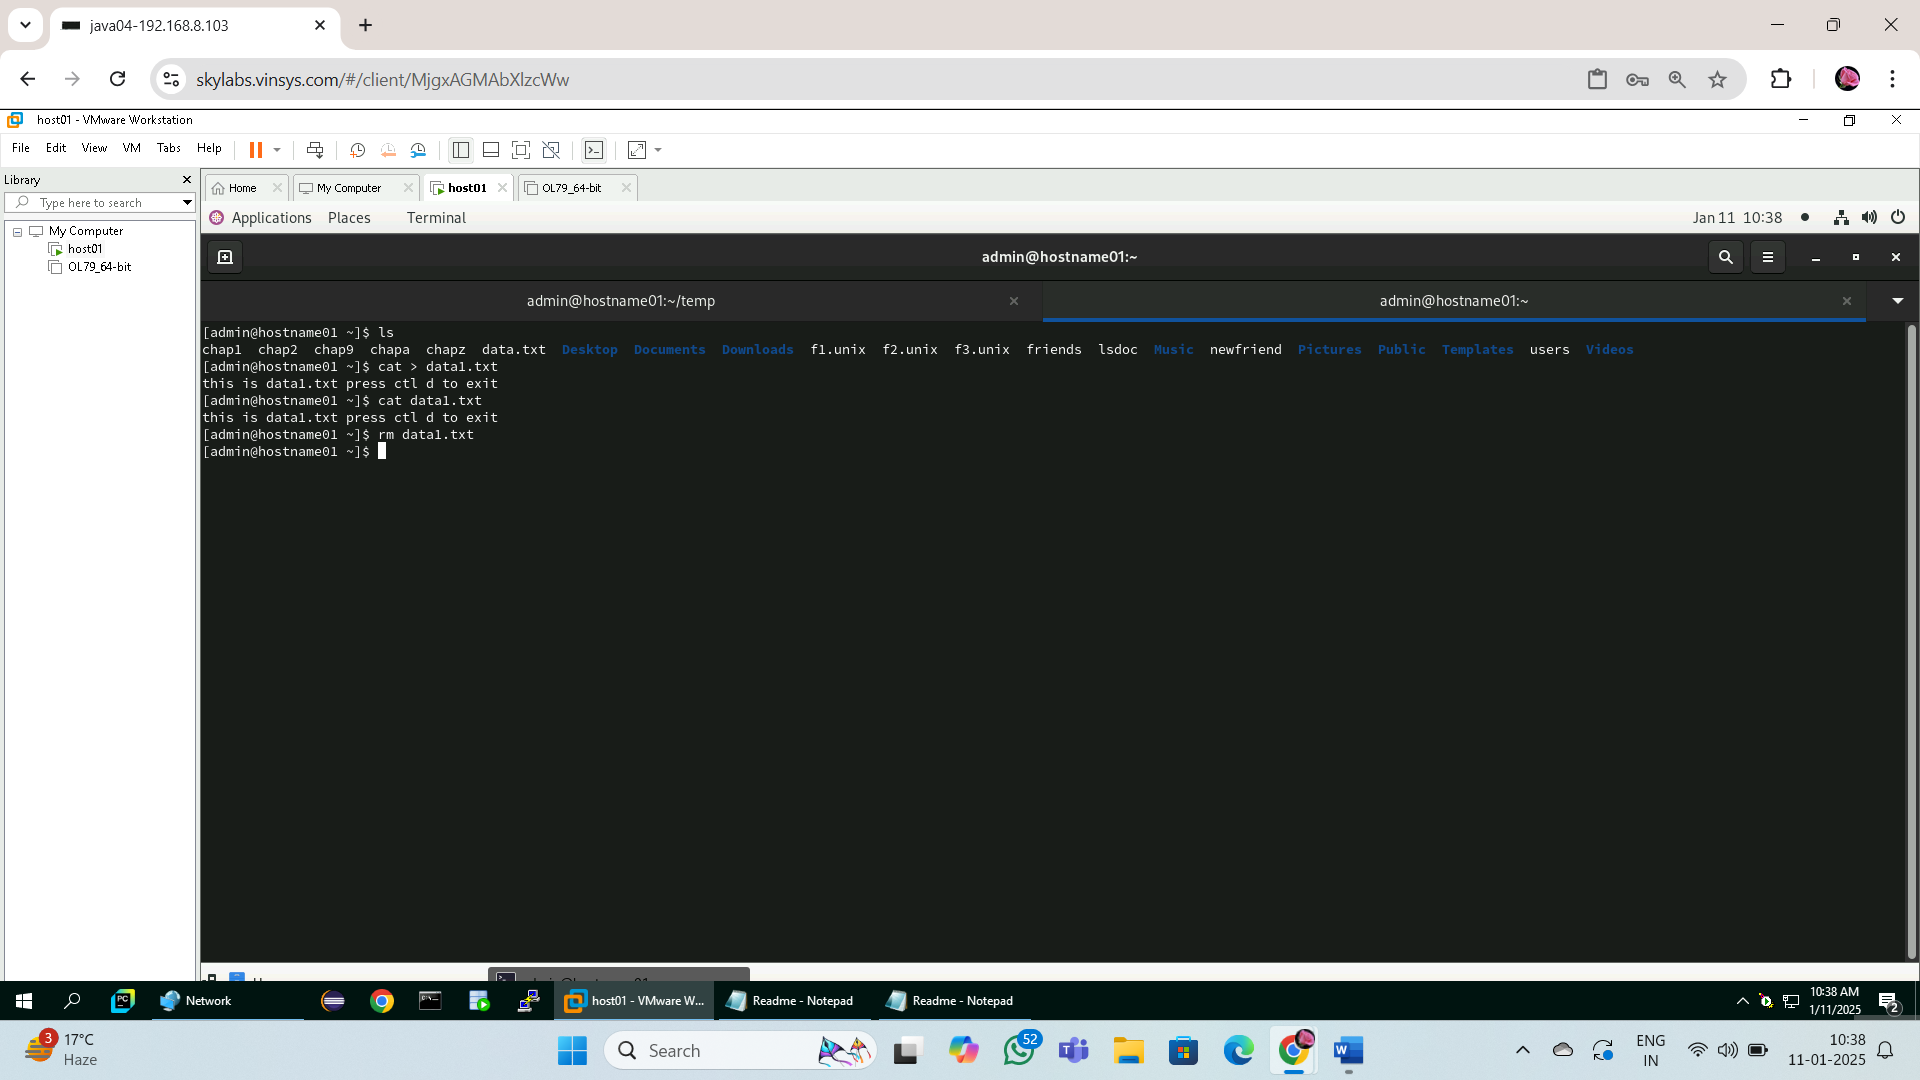 java04-192.168.8.103
skylabs.vinsys.com/#/client/MjgxAGMAbXlzcWw
host01 - VMware Workstation
File Edit View VM Tabs Help
Library
Type here to search
My Computer
host01
OL79_64-bit
Home My Computer host01 OL79_64-bit
Applications Places Terminal Jan 11 10:38
admin@hostname01:~
admin@hostname01:~/temp admin@hostname01:~
[admin@hostname01 ~]$ ls
chap1 chap2 chap9 chapa chapz data.txt Desktop Documents Downloads f1.unix f2.unix f3.unix friends lsdoc Music newfriend Pictures Public Templates users Videos
[admin@hostname01 ~]$ cat > data1.txt
this is data1.txt press ctl d to exit
[admin@hostname01 ~]$ cat data1.txt
this is data1.txt press ctl d to exit
[admin@hostname01 ~]$ rm data1.txt
[admin@hostname01 ~]$
Network host01 - VMware W... Readme - Notepad Readme - Notepad
10:38 AM
1/11/2025
2
3
17°C
Haze
Search
52
ENG
IN
10:38
11-01-2025